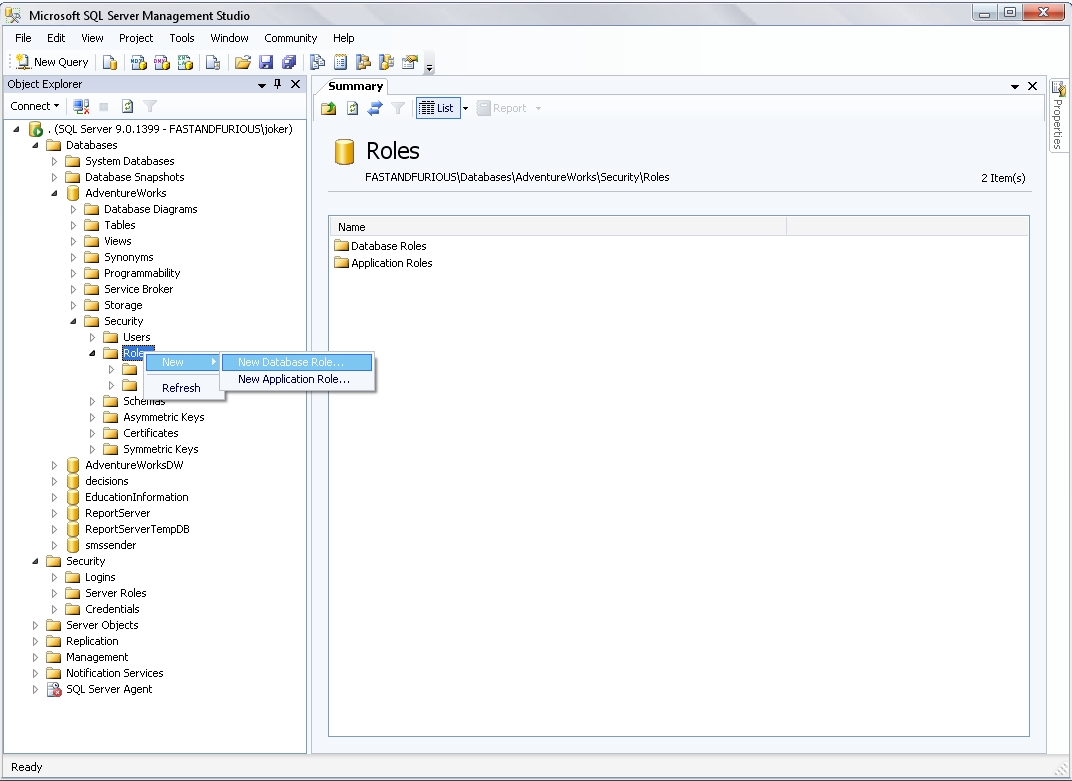 Microsoft SQL Server Management Studio
File Edit View Project Tools Window Community Help
New Query
Object Explorer
Connect
. (SQL Server 9.0.1399 - FASTANDFURIOUS\joker)
Databases
System Databases
Database Snapshots
AdventureWorks
Database Diagrams
Tables
Views
Synonyms
Programmability
Service Broker
Storage
Security
Users
Role
New
Refresh
New Database Role...
New Application Role...
Schemas
Asymmetric Keys
Certificates
Symmetric Keys
AdventureWorksDW
decisions
EducationInformation
ReportServer
ReportServerTempDB
smssender
Security
Logins
Server Roles
Credentials
Server Objects
Replication
Management
Notification Services
SQL Server Agent
Summary
List Report
Roles
FASTANDFURIOUS\Databases\AdventureWorks\Security\Roles
2 Item(s)
Name
Database Roles
Application Roles
Properties
Ready